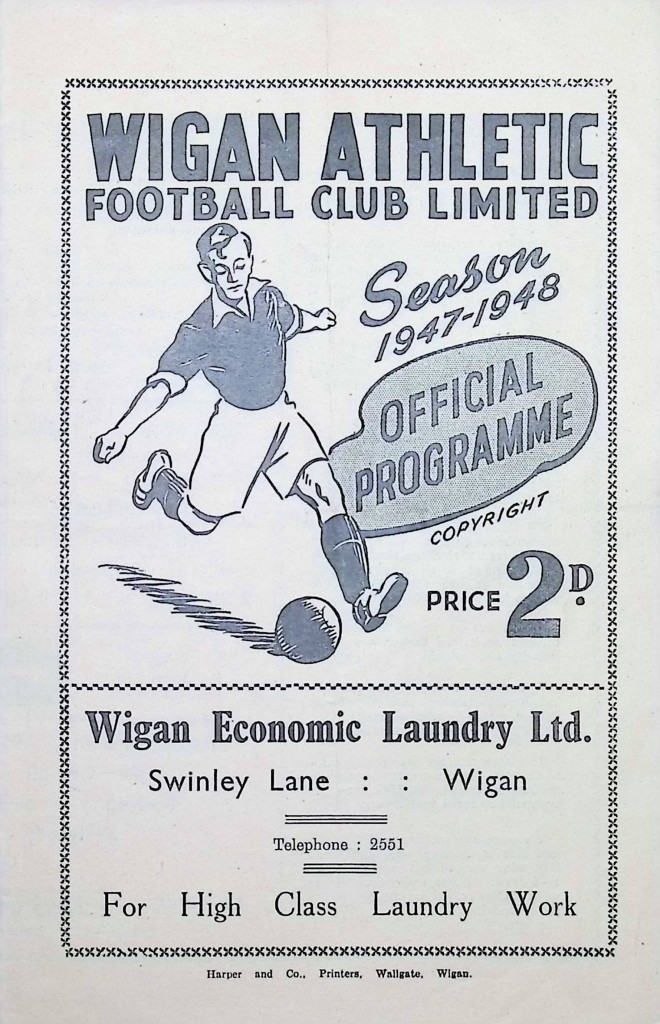 WIGAN ATHLETIC
FOOTBALL CLUB LIMITED
Season
1947-1948
OFFICIAL
PROGRAMME
COPYRIGHT
PRICE 2D.
Wigan Economic Laundry Ltd.
Swinley Lane : : Wigan
Telephone : 2551
For High Class Laundry Work
Harper and Co., Printers, Wallgate, Wigan.